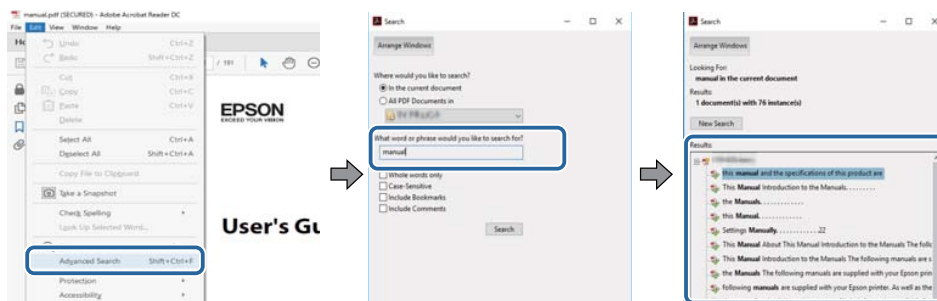 manual.pdf (SECURED) - Adobe Acrobat Reader DC
File Edit View Window Help
Undo Ctrl+Z
Redo Shift+Ctrl+Z
Cut Ctrl+X
Copy Ctrl+C
Paste Ctrl+V
Delete
Select All Ctrl+A
Deselect All Shift+Ctrl+A
Copy File to Clipboard
Take a Snapshot
Check Spelling
Look Up Selected Word...
Advanced Search Shift+Ctrl+F
Protection
Accessibility
/ 191
EPSON
EXCEED YOUR VISION
User's Gu
Search
Arrange Windows
Where would you like to search?
In the current document
All PDF Documents in
What word or phrase would you like to search for?
manual
Whole words only
Case-Sensitive
Include Bookmarks
Include Comments
Search
Search
Arrange Windows
Looking For:
manual in the current document
Results:
1 document(s) with 76 instance(s)
New Search
Results:
this manual and the specifications of this product are
This Manual Introduction to the Manuals. . . . . . . . .
the Manuals. . . . . . . . . . . .
this Manual. . . . . . . . . . . .
Settings Manually. . . . . . . . . . . . 22
This Manual About This Manual Introduction to the Manuals The follo
This Manual Introduction to the Manuals The following manuals are s
the Manuals The following manuals are supplied with your Epson prin
following manuals are supplied with your Epson printer. As well as the